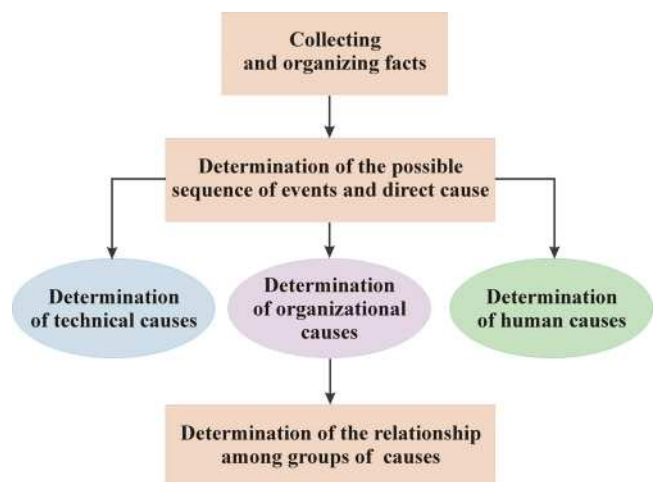 Collecting
and organizing facts
Determination of the possible
sequence of events and direct cause
Determination
of technical causes
Determination
of organizational
causes
Determination
of human causes
Determination of the relationship
among groups of causes